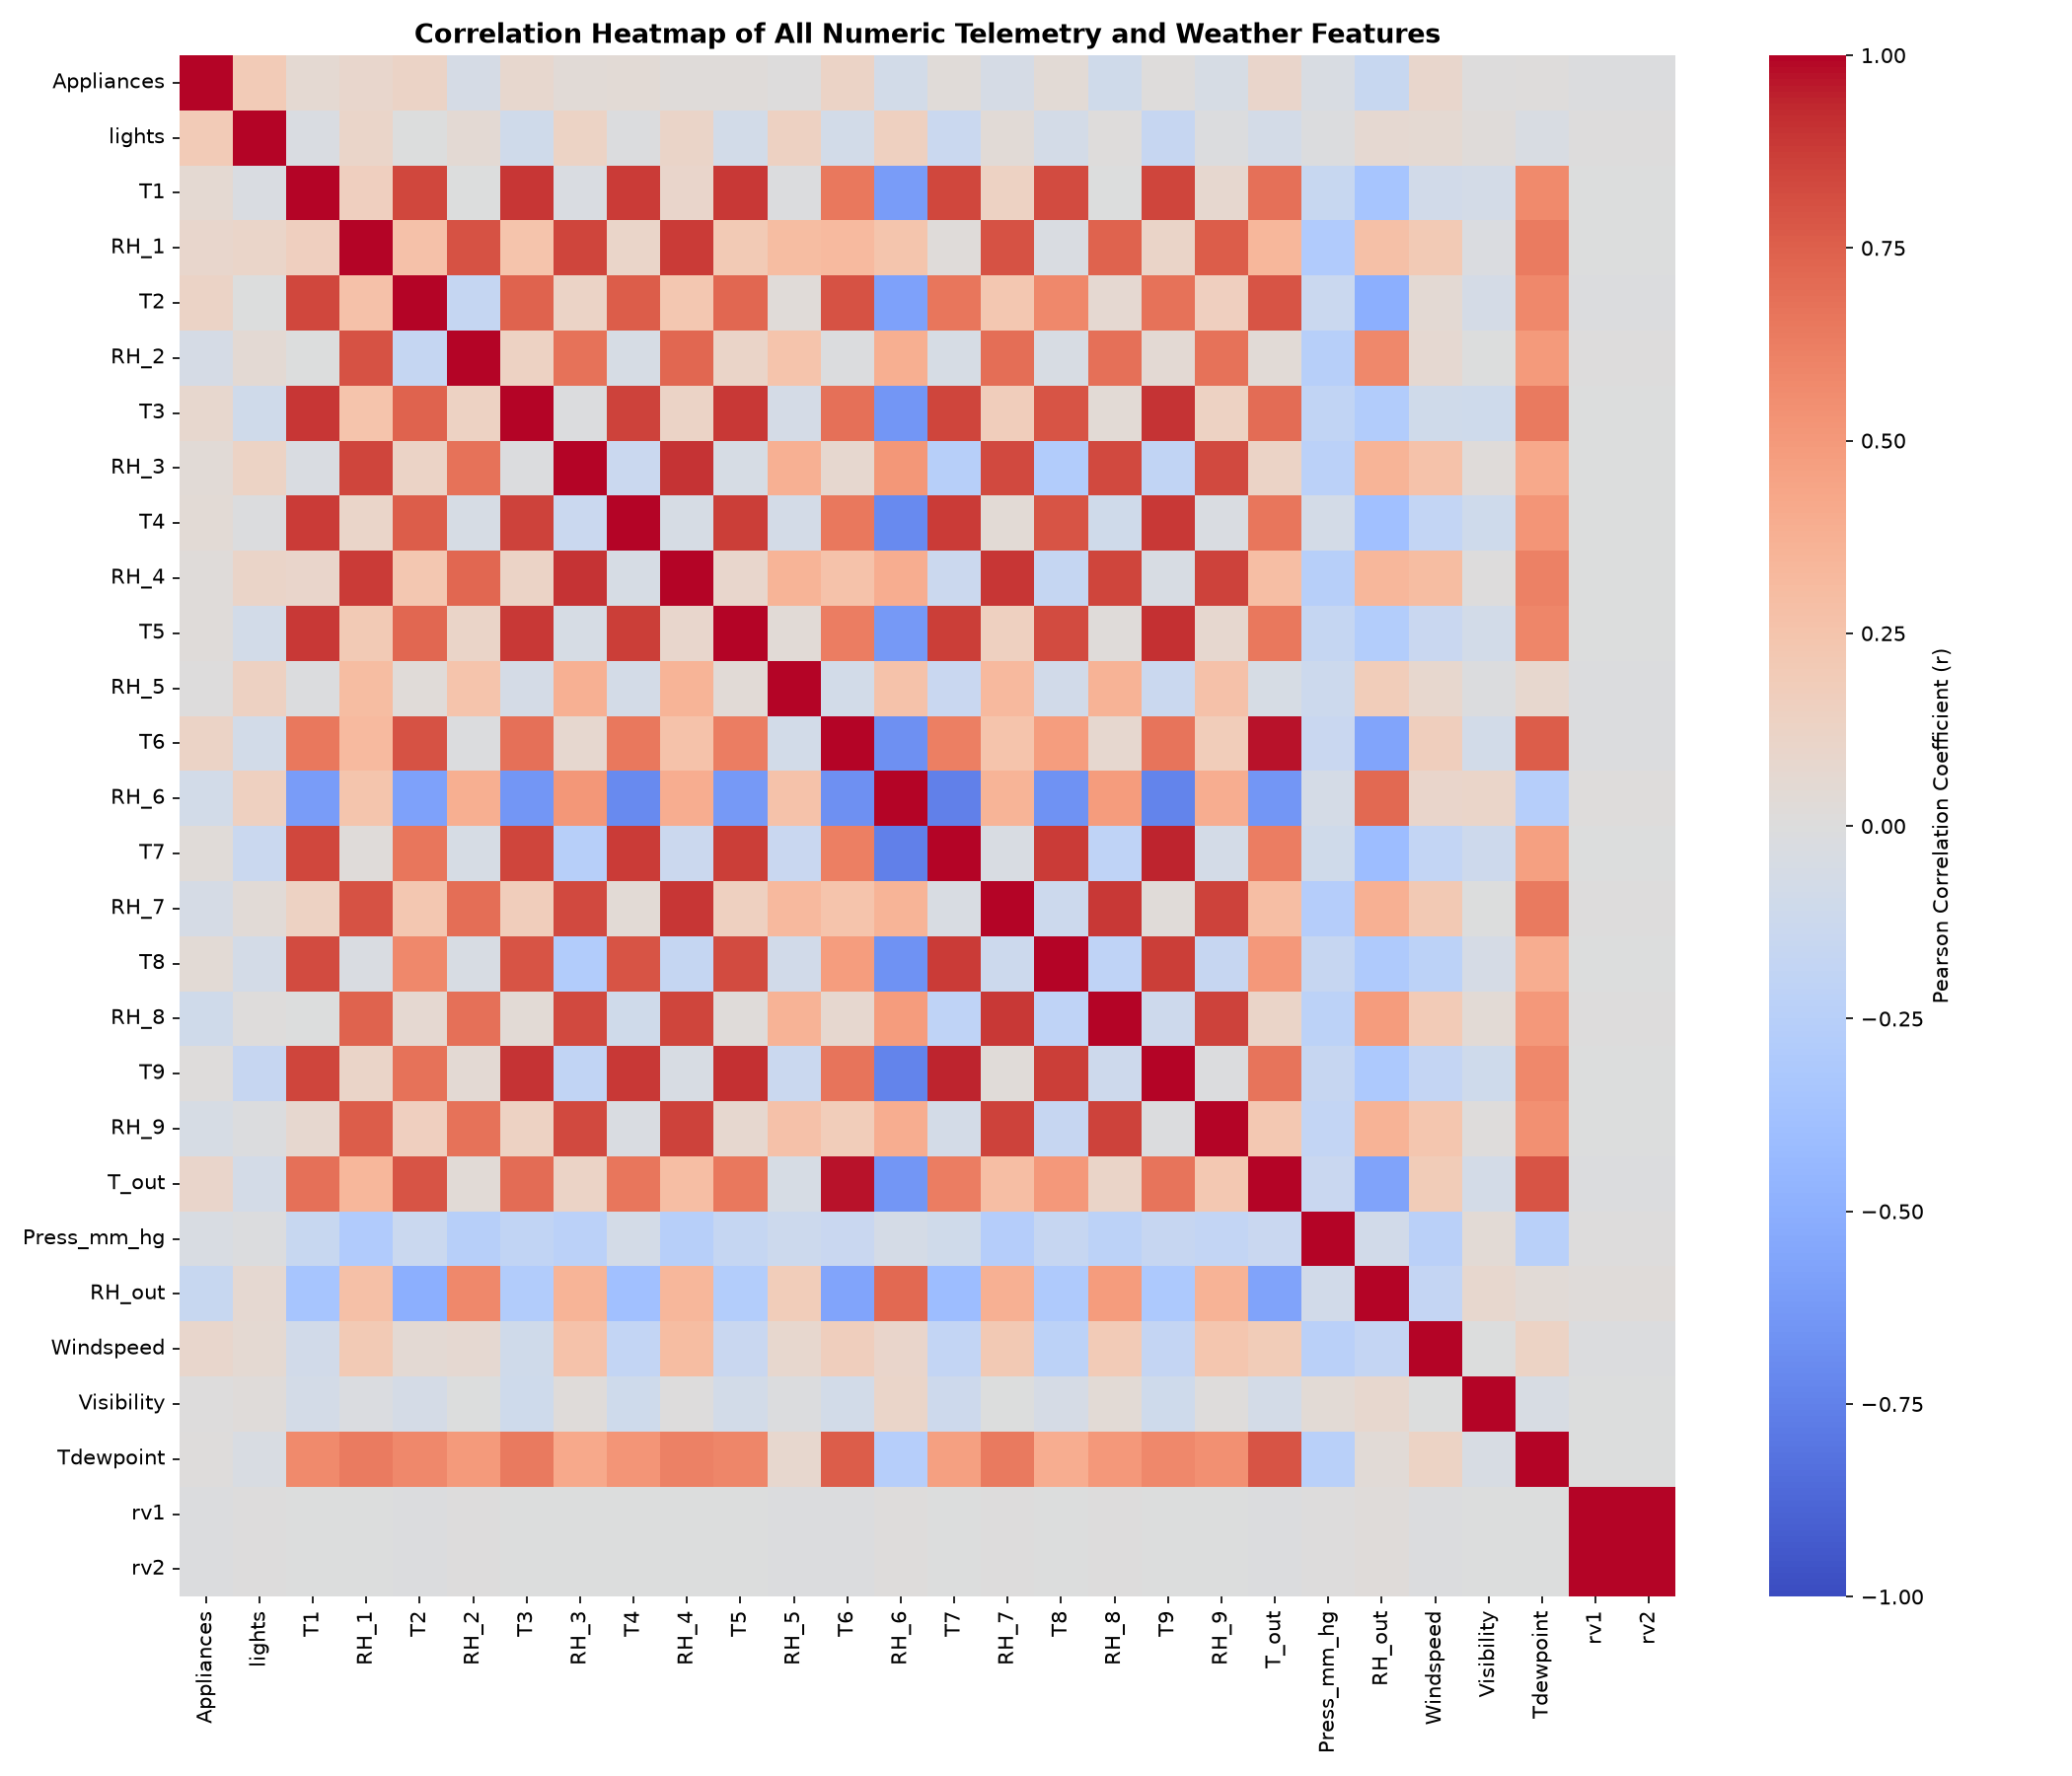 Correlation Heatmap of All Numeric Telemetry and Weather Features
Appliances
lights
T1
RH_1
T2
RH_2
T3
RH_3
T4
RH_4
T5
RH_5
T6
RH_6
T7
RH_7
T8
RH_8
T9
RH_9
T_out
Press_mm_hg
RH_out
Windspeed
Visibility
Tdewpoint
rv1
rv2
Appliances
lights
T1
RH_1
T2
RH_2
T3
RH_3
T4
RH_4
T5
RH_5
T6
RH_6
T7
RH_7
T8
RH_8
T9
RH_9
T_out
Press_mm_hg
RH_out
Windspeed
Visibility
Tdewpoint
rv1
rv2
1.00
0.75
0.50
0.25
0.00
−0.25
−0.50
−0.75
−1.00
Pearson Correlation Coefficient (r)